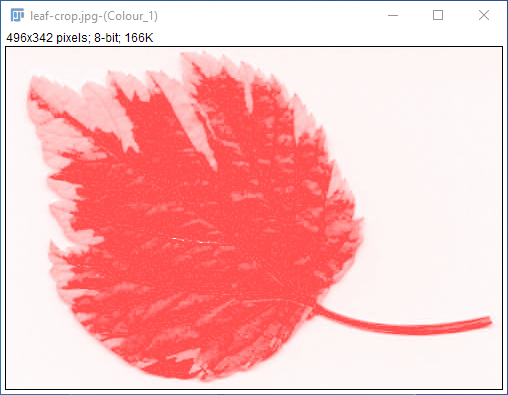 leaf-crop.jpg-(Colour_1)
496x342 pixels; 8-bit; 166K